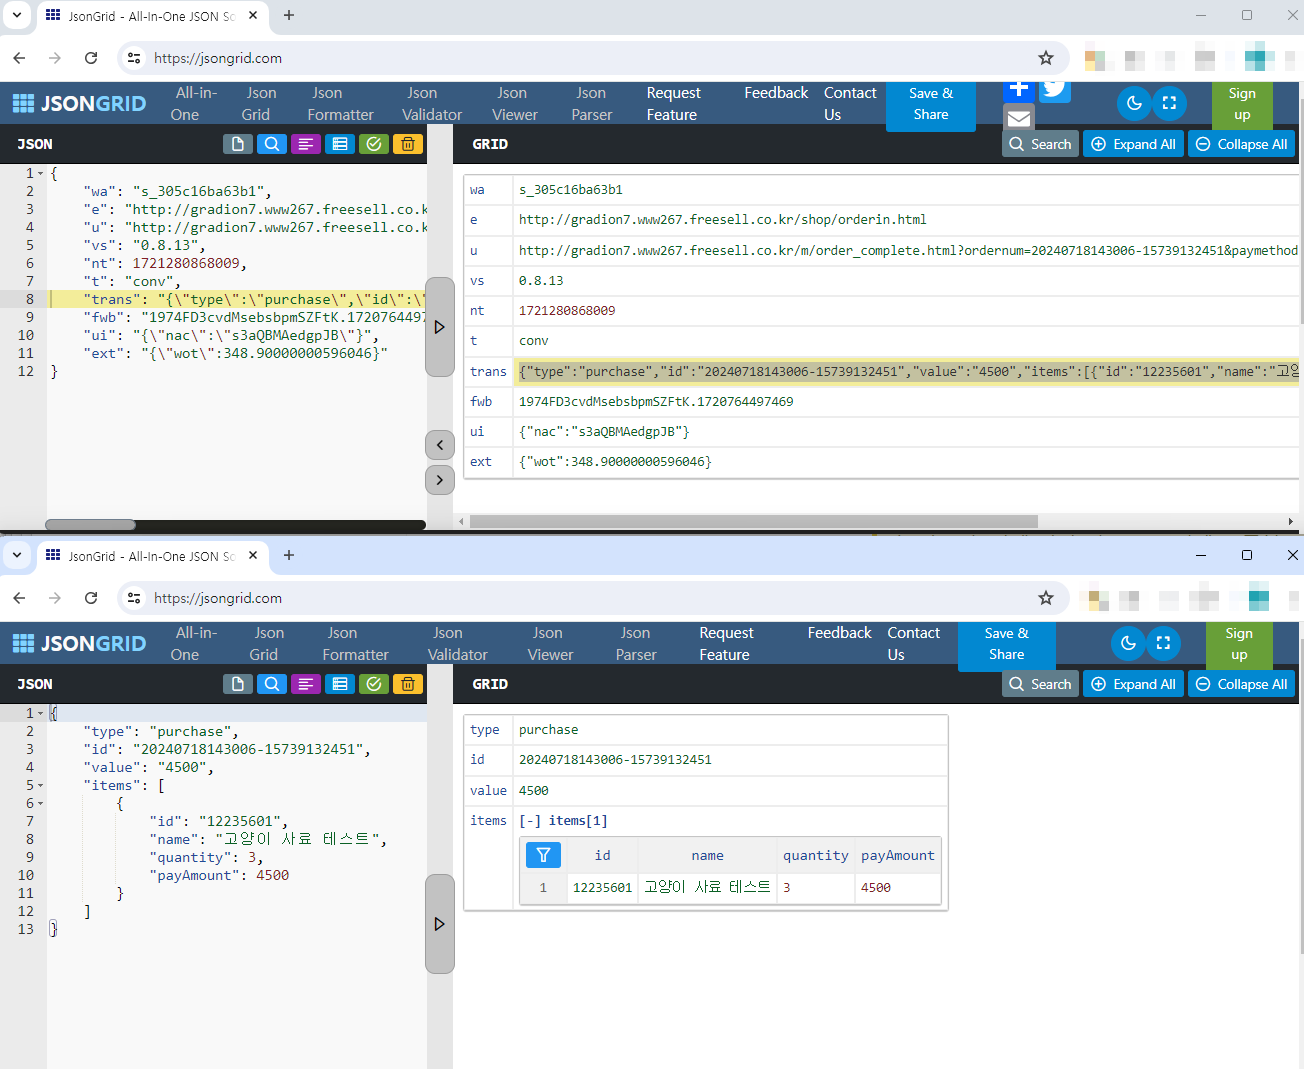 JsonGrid - All-In-One JSON Sc
https://jsongrid.com
JSONGRID
All-in-One
Json Grid
Json Formatter
Json Validator
Json Viewer
Json Parser
Request Feature
Feedback
Contact Us
Save & Share
Sign up
JSON
GRID
Search
Expand All
Collapse All
1 {
2 "wa": "s_305c16ba63b1",
3 "e": "http://gradion7.www267.freesell.co.k
4 "u": "http://gradion7.www267.freesell.co.k
5 "vs": "0.8.13",
6 "nt": 1721280868009,
7 "t": "conv",
8 "trans": "{\"type\":\"purchase\",\"id\":\"
9 "fwb": "1974FD3cvdMsebsbpmSZFtK.1720764497
10 "ui": "{\"nac\":\"s3aQBMAedgpJB\"}",
11 "ext": "{\"wot\":348.90000000596046}"
12 }
wa s_305c16ba63b1
e http://gradion7.www267.freesell.co.kr/shop/orderin.html
u http://gradion7.www267.freesell.co.kr/m/order_complete.html?ordernum=20240718143006-15739132451&paymethod
vs 0.8.13
nt 1721280868009
t conv
trans {"type":"purchase","id":"20240718143006-15739132451","value":"4500","items":[{"id":"12235601","name":"고양
fwb 1974FD3cvdMsebsbpmSZFtK.1720764497469
ui {"nac":"s3aQBMAedgpJB"}
ext {"wot":348.90000000596046}
JsonGrid - All-In-One JSON Sc
https://jsongrid.com
JSONGRID
All-in-One
Json Grid
Json Formatter
Json Validator
Json Viewer
Json Parser
Request Feature
Feedback
Contact Us
Save & Share
Sign up
JSON
GRID
Search
Expand All
Collapse All
1 {
2 "type": "purchase",
3 "id": "20240718143006-15739132451",
4 "value": "4500",
5 "items": [
6 {
7 "id": "12235601",
8 "name": "고양이 사료 테스트",
9 "quantity": 3,
10 "payAmount": 4500
11 }
12 ]
13 }
type purchase
id 20240718143006-15739132451
value 4500
items [-] items[1]
id name quantity payAmount
1 12235601 고양이 사료 테스트 3 4500